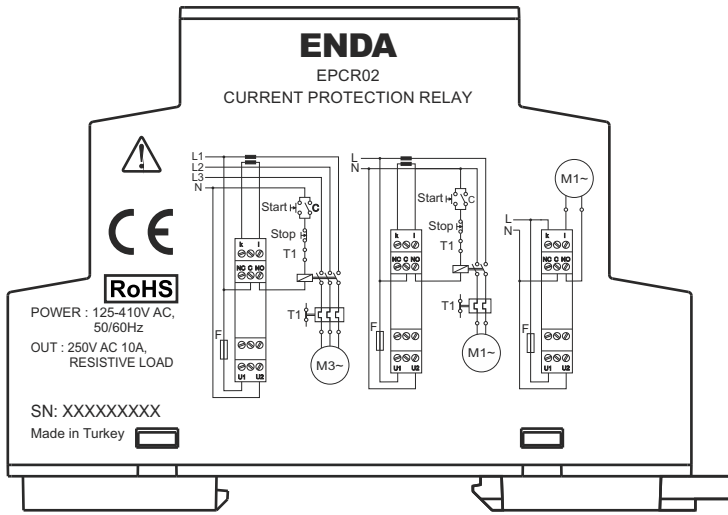 ENDA
EPCR02
CURRENT PROTECTION RELAY
L1
L2
L3
N
Start
C
Stop
T1
k l
NC C NO
T1
F
U1 U2
M3~
L
N
Start
C
Stop
T1
k l
NC C NO
T1
F
U1 U2
M1~
M1~
L
N
k l
NC C NO
F
U1 U2
CE
RoHS
POWER : 125-410V AC,
50/60Hz
OUT : 250V AC 10A,
RESISTIVE LOAD
SN: XXXXXXXXX
Made in Turkey